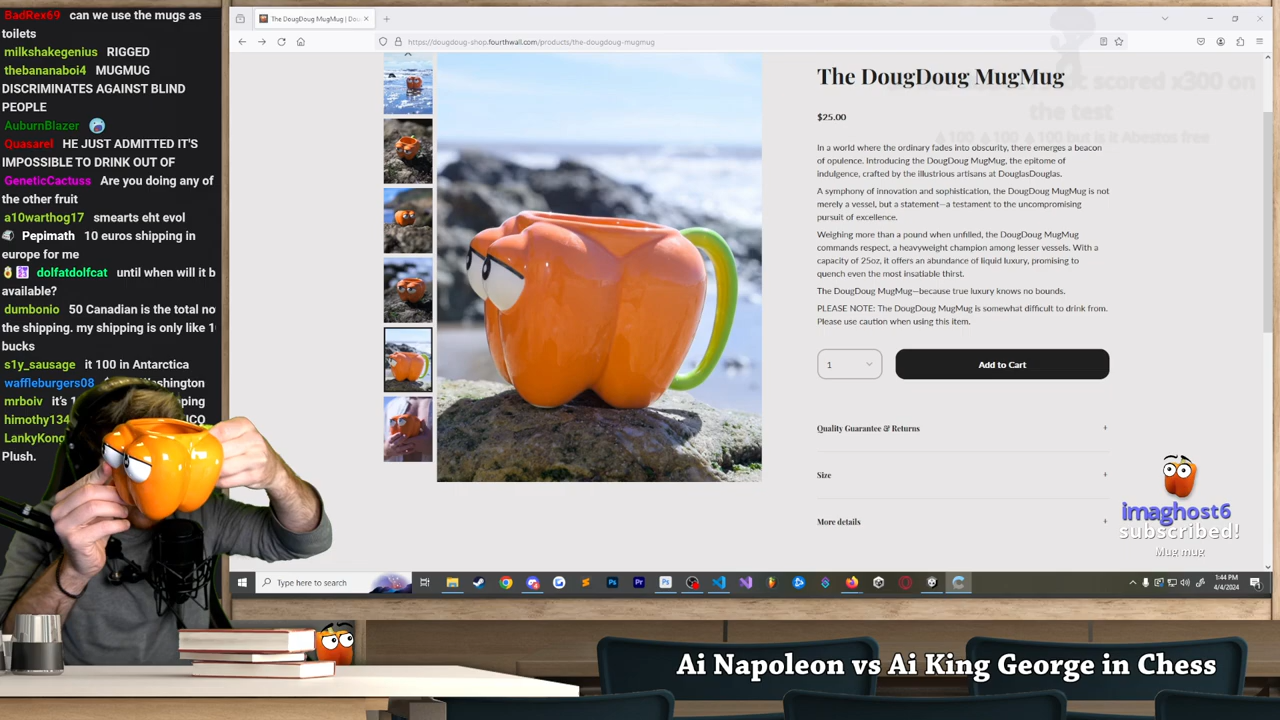 BadRex69 can we use the mugs as
toilets
milkshakegenius RIGGED
thebananaboi4 MUGMUG
DISCRIMINATES AGAINST BLIND
PEOPLE
AuburnBlazer
Quasarel HE JUST ADMITTED IT'S
IMPOSSIBLE TO DRINK OUT OF
GeneticCactuss Are you doing any of
the other fruit
a10warthog17 smearts eht evol
Pepimath 10 euros shipping in
europe for me
dolfatdolfcat until when will it b
available?
dumbonio 50 Canadian is the total no
the shipping. my shipping is only like 1
bucks
s1y_sausage it 100 in Antarctica
waffleburgers08
mrboiv it's
himothy134
LankyKong
Plush.
The DougDoug MugMug | Dou
https://dougdoug-shop.fourthwall.com/products/the-dougdoug-mugmug
x300 on
the test
100 100 100 but is it Abestos free
The DougDoug MugMug
$25.00
In a world where the ordinary fades into obscurity, there emerges a beacon
of opulence. Introducing the DougDoug MugMug, the epitome of
indulgence, crafted by the illustrious artisans at DouglasDouglas.
A symphony of innovation and sophistication, the DougDoug MugMug is not
merely a vessel, but a statement—a testament to the uncompromising
pursuit of excellence.
Weighing more than a pound when unfilled, the DougDoug MugMug
commands respect, a heavyweight champion among lesser vessels. With a
capacity of 25oz, it offers an abundance of liquid luxury, promising to
quench even the most insatiable thirst.
The DougDoug MugMug—because true luxury knows no bounds.
PLEASE NOTE: The DougDoug MugMug is somewhat difficult to drink from.
Please use caution when using this item.
1
Add to Cart
Quality Guarantee & Returns +
Size +
More details +
imaghost6
subscribed!
Mug mug
Type here to search
1:44 PM
4/4/2024
Ai Napoleon vs Ai King George in Chess